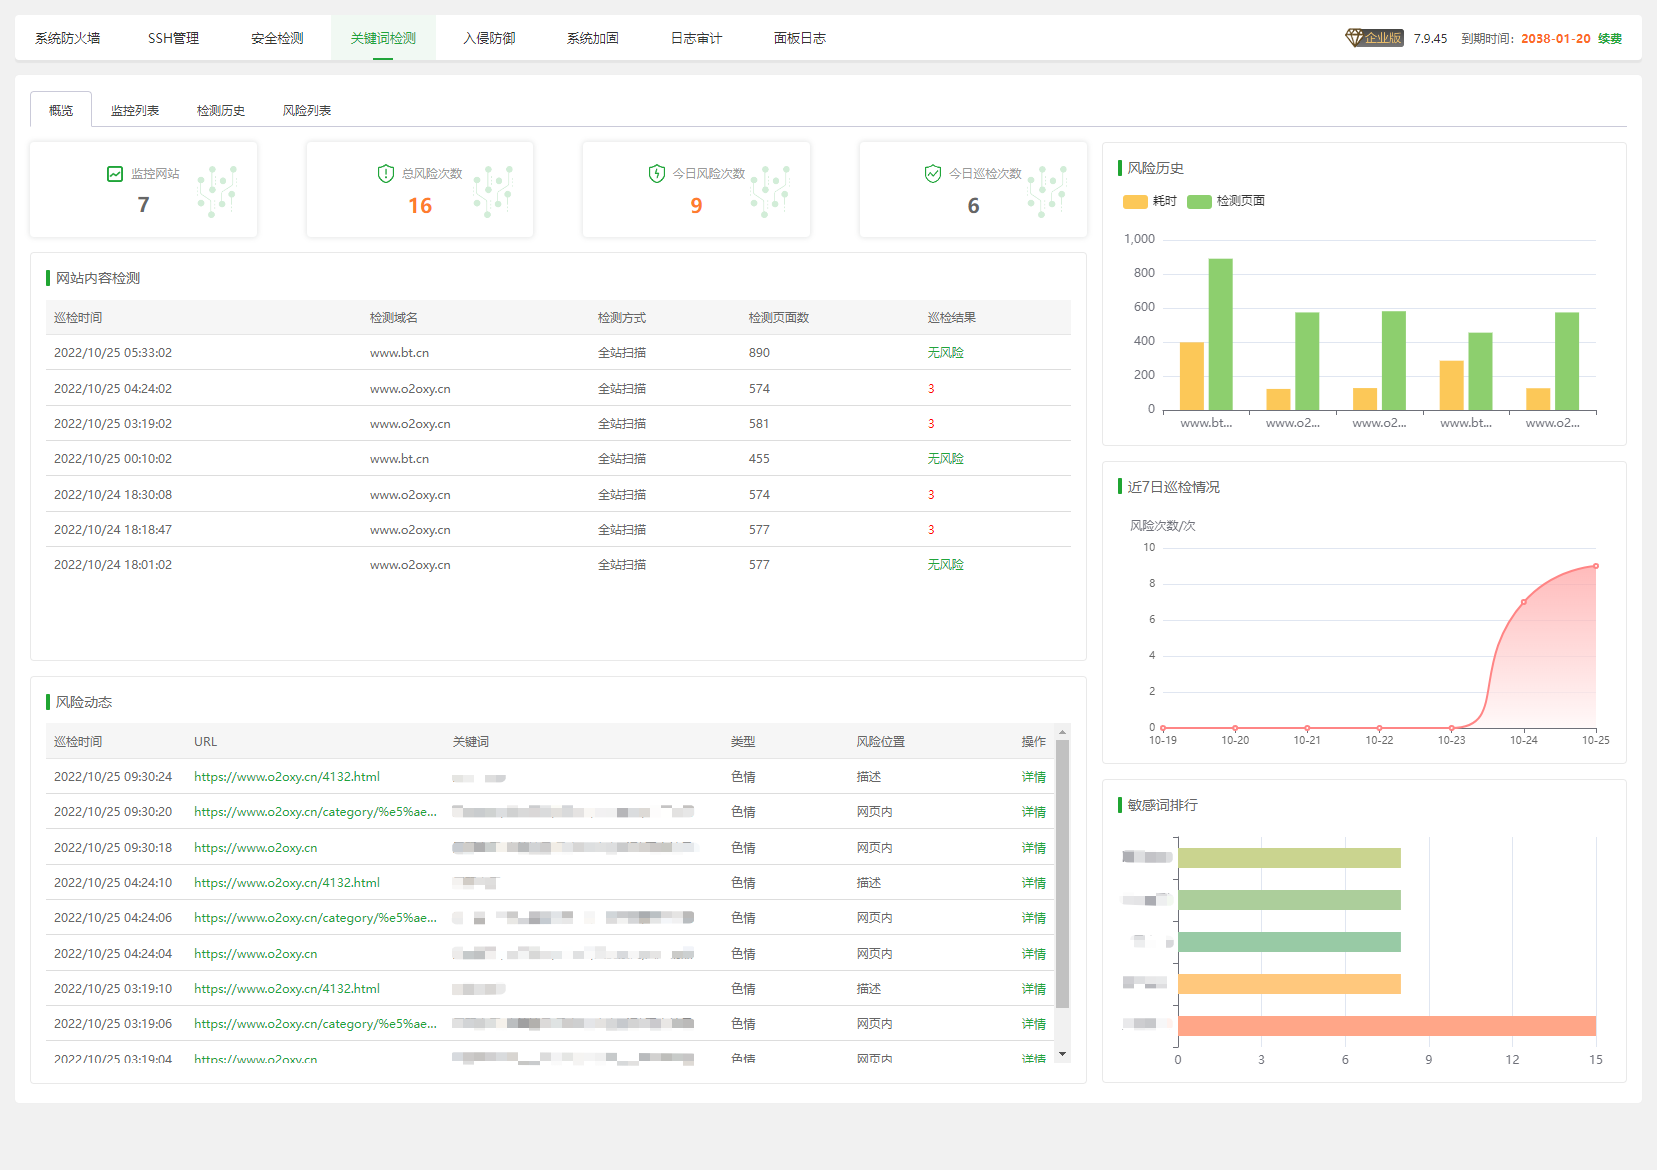 系统防火墙 SSH管理 安全检测 关键词检测 入侵防御 系统加固 日志审计 面板日志 企业版 7.9.45 到期时间: 2038-01-20 续费
概览 监控列表 检测历史 风险列表
监控网站
7
总风险次数
16
今日风险次数
9
今日巡检次数
6
网站内容检测
巡检时间 检测域名 检测方式 检测页面数 巡检结果
2022/10/25 05:33:02 www.bt.cn 全站扫描 890 无风险
2022/10/25 04:24:02 www.o2oxy.cn 全站扫描 574 3
2022/10/25 03:19:02 www.o2oxy.cn 全站扫描 581 3
2022/10/25 00:10:02 www.bt.cn 全站扫描 455 无风险
2022/10/24 18:30:08 www.o2oxy.cn 全站扫描 574 3
2022/10/24 18:18:47 www.o2oxy.cn 全站扫描 577 3
2022/10/24 18:01:02 www.o2oxy.cn 全站扫描 577 无风险
风险动态
巡检时间 URL 关键词 类型 风险位置 操作
2022/10/25 09:30:24 https://www.o2oxy.cn/4132.html 色情 描述 详情
2022/10/25 09:30:20 https://www.o2oxy.cn/category/%e5%ae... 色情 网页内 详情
2022/10/25 09:30:18 https://www.o2oxy.cn 色情 网页内 详情
2022/10/25 04:24:10 https://www.o2oxy.cn/4132.html 色情 描述 详情
2022/10/25 04:24:06 https://www.o2oxy.cn/category/%e5%ae... 色情 网页内 详情
2022/10/25 04:24:04 https://www.o2oxy.cn 色情 网页内 详情
2022/10/25 03:19:10 https://www.o2oxy.cn/4132.html 色情 描述 详情
2022/10/25 03:19:06 https://www.o2oxy.cn/category/%e5%ae... 色情 网页内 详情
2022/10/25 03:19:04 https://www.o2oxy.cn 色情 网页内 详情
风险历史
耗时 检测页面
1,000
800
600
400
200
0
www.bt... www.o2... www.o2... www.bt... www.o2...
近7日巡检情况
风险次数/次
10
8
6
4
2
0
10-19 10-20 10-21 10-22 10-23 10-24 10-25
敏感词排行
0 3 6 9 12 15